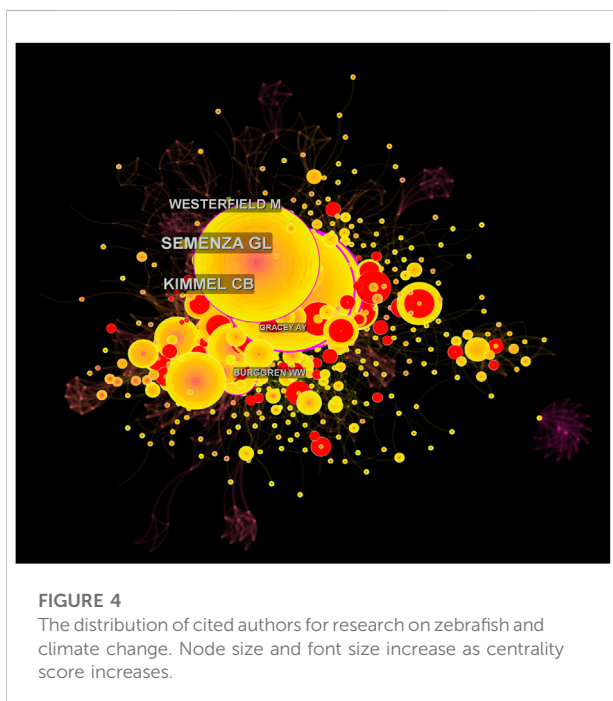 WESTERFIELD M
SEMENZA GL
KIMMEL CB
GRACEY AY
BURGGREN WW
FIGURE 4
The distribution of cited authors for research on zebrafish and
climate change. Node size and font size increase as centrality
score increases.